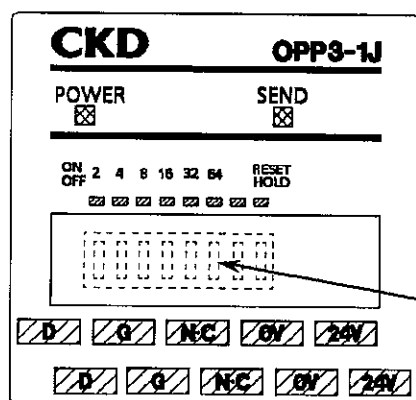 CKD OPP3-1J
POWER SEND
ON 2 4 8 16 32 64 RESET
OFF HOLD
D G N·C 0V 24V
D G N·C 0V 24V